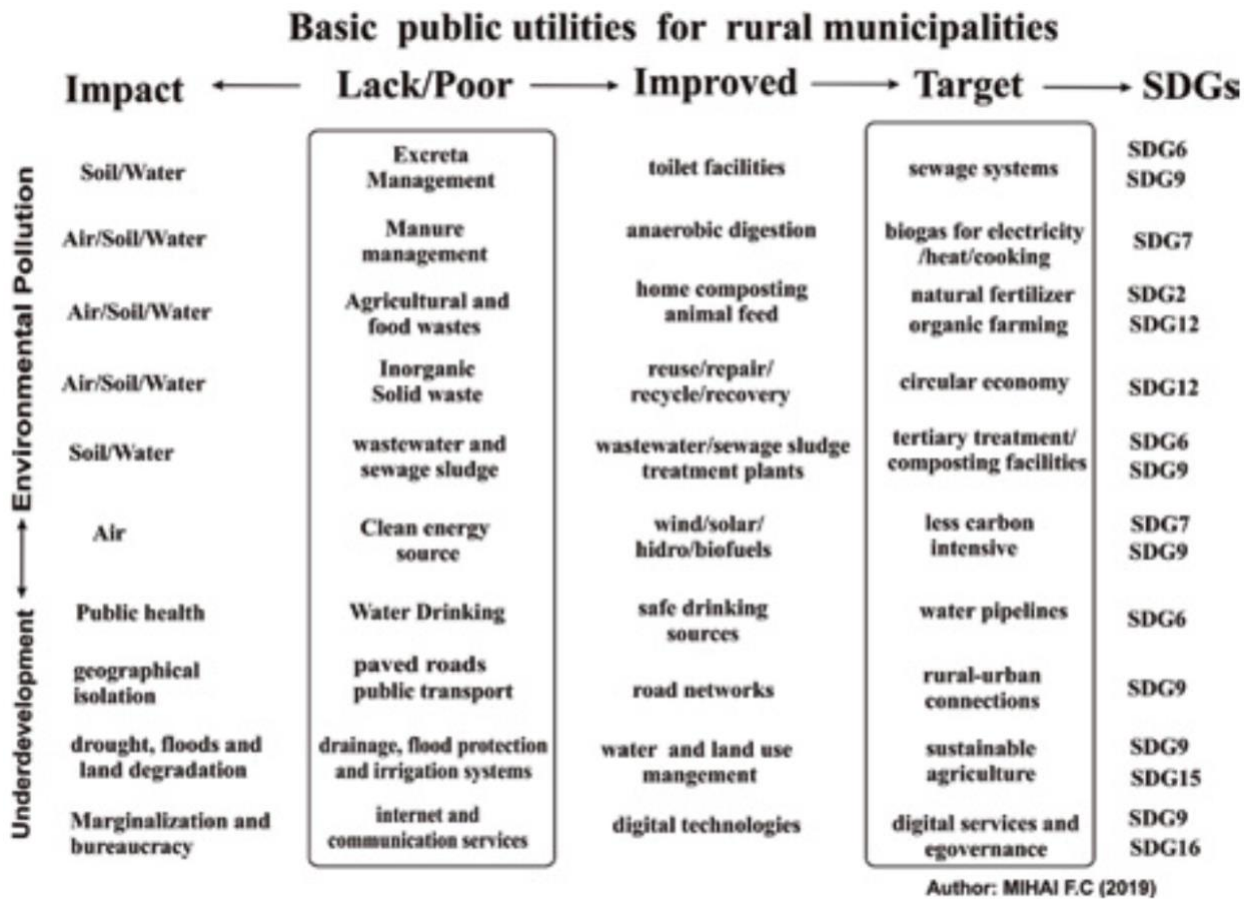 Basic public utilities for rural municipalities
Impact Lack/Poor Improved Target SDGs
Environmental Pollution
Underdevelopment
Soil/Water
Excreta
Management
toilet facilities
sewage systems
SDG6
SDG9
Air/Soil/Water
Manure
management
anaerobic digestion
biogas for electricity
/heat/cooking
SDG7
Air/Soil/Water
Agricultural and
food wastes
home composting
animal feed
natural fertilizer
organic farming
SDG2
SDG12
Air/Soil/Water
Inorganic
Solid waste
reuse/repair/
recycle/recovery
circular economy
SDG12
Soil/Water
wastewater and
sewage sludge
wastewater/sewage sludge
treatment plants
tertiary treatment/
composting facilities
SDG6
SDG9
Air
Clean energy
source
wind/solar/
hidro/biofuels
less carbon
intensive
SDG7
SDG9
Public health
Water Drinking
safe drinking
sources
water pipelines
SDG6
geographical
isolation
paved roads
public transport
road networks
rural-urban
connections
SDG9
drought, floods and
land degradation
drainage, flood protection
and irrigation systems
water and land use
mangement
sustainable
agriculture
SDG9
SDG15
Marginalization and
bureaucracy
internet and
communication services
digital technologies
digital services and
egovernance
SDG9
SDG16
Author: MIHAI F.C (2019)